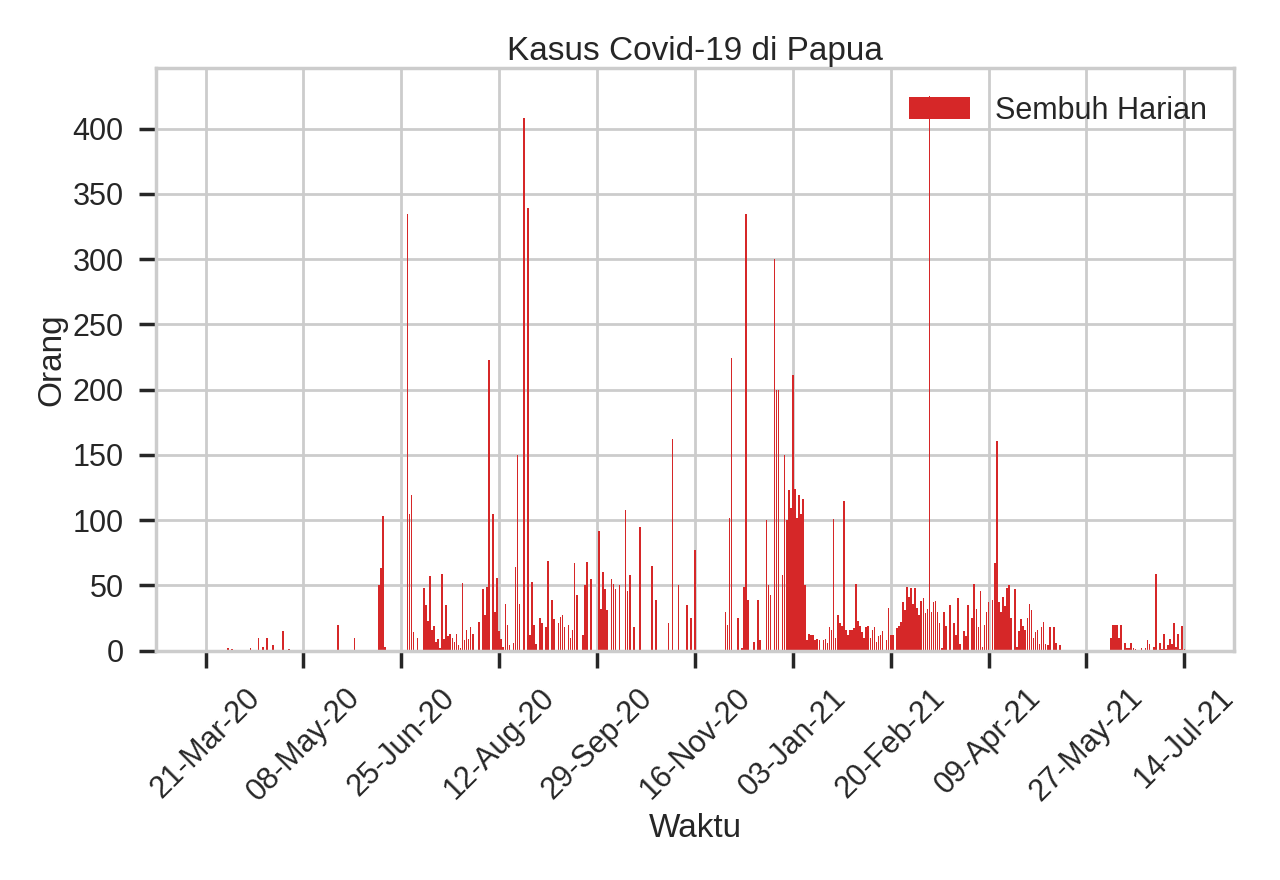 Kasus Covid-19 di Papua
Sembuh Harian
400
350
300
250
200
150
100
50
0
Orang
21-Mar-20
08-May-20
25-Jun-20
12-Aug-20
29-Sep-20
16-Nov-20
03-Jan-21
20-Feb-21
09-Apr-21
27-May-21
14-Jul-21
Waktu